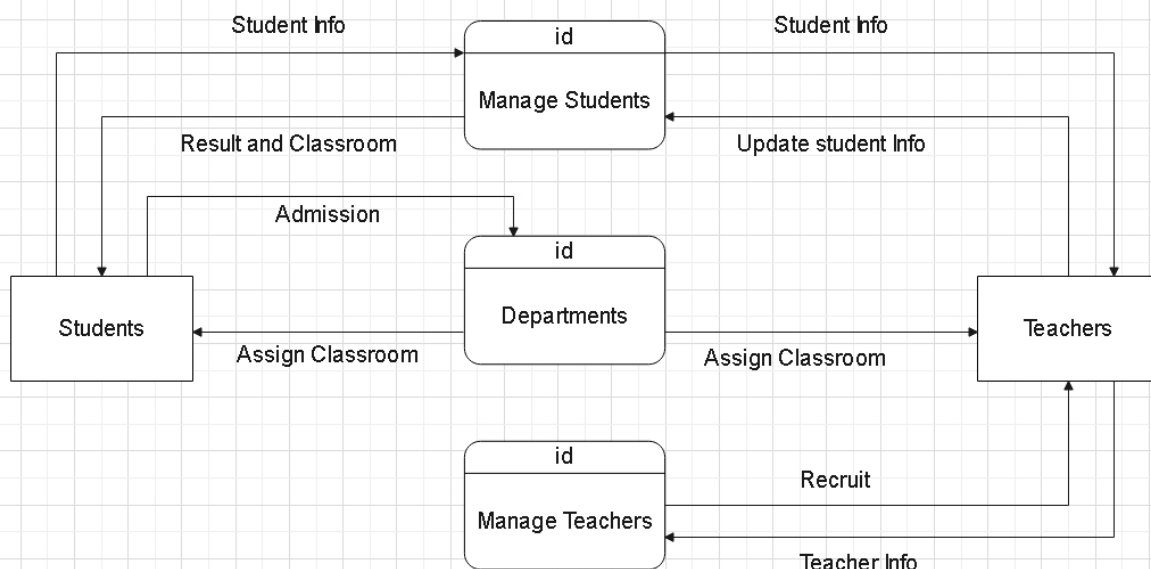 Student Info
id
Student Info
Manage Students
Result and Classroom
Update student Info
Admission
id
Students
Departments
Teachers
Assign Classroom
Assign Classroom
id
Recruit
Manage Teachers
Teacher Info